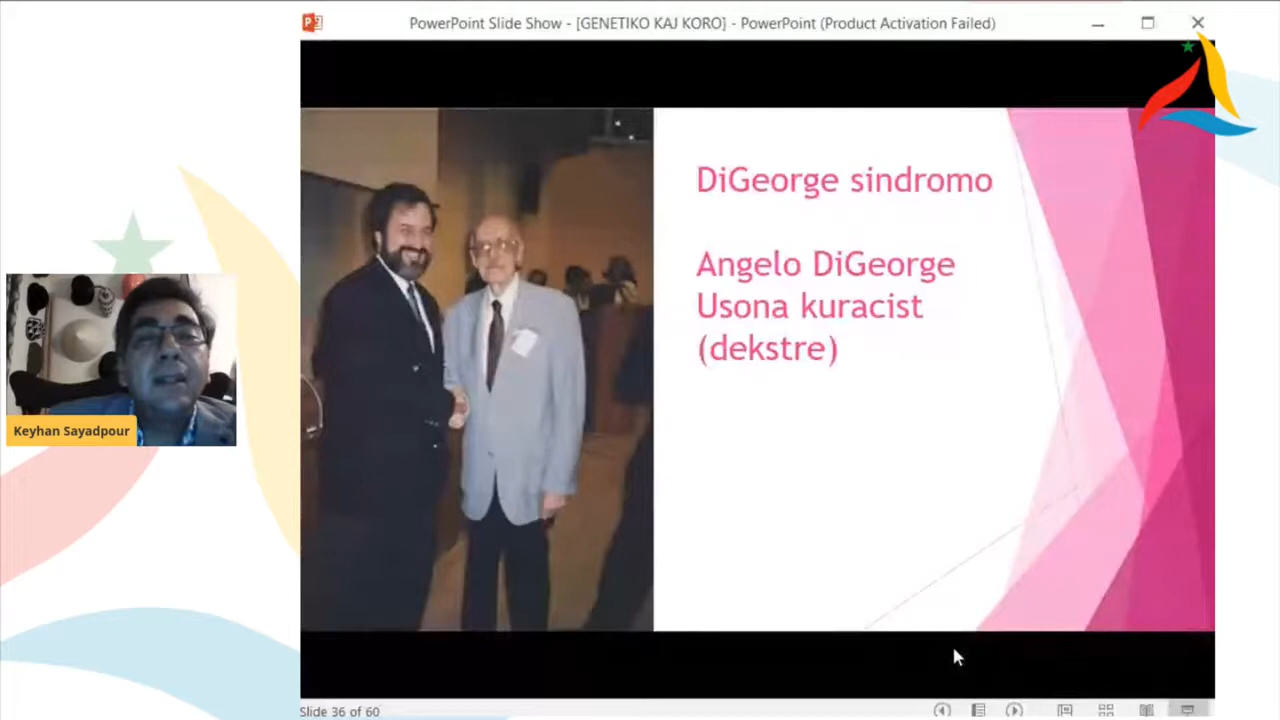 PowerPoint Slide Show - [GENETIKO KAJ KORO] - PowerPoint (Product Activation Failed)
DiGeorge sindromo
Angelo DiGeorge
Usona kuracist
(dekstre)
Keyhan Sayadpour
Slide 36 of 60